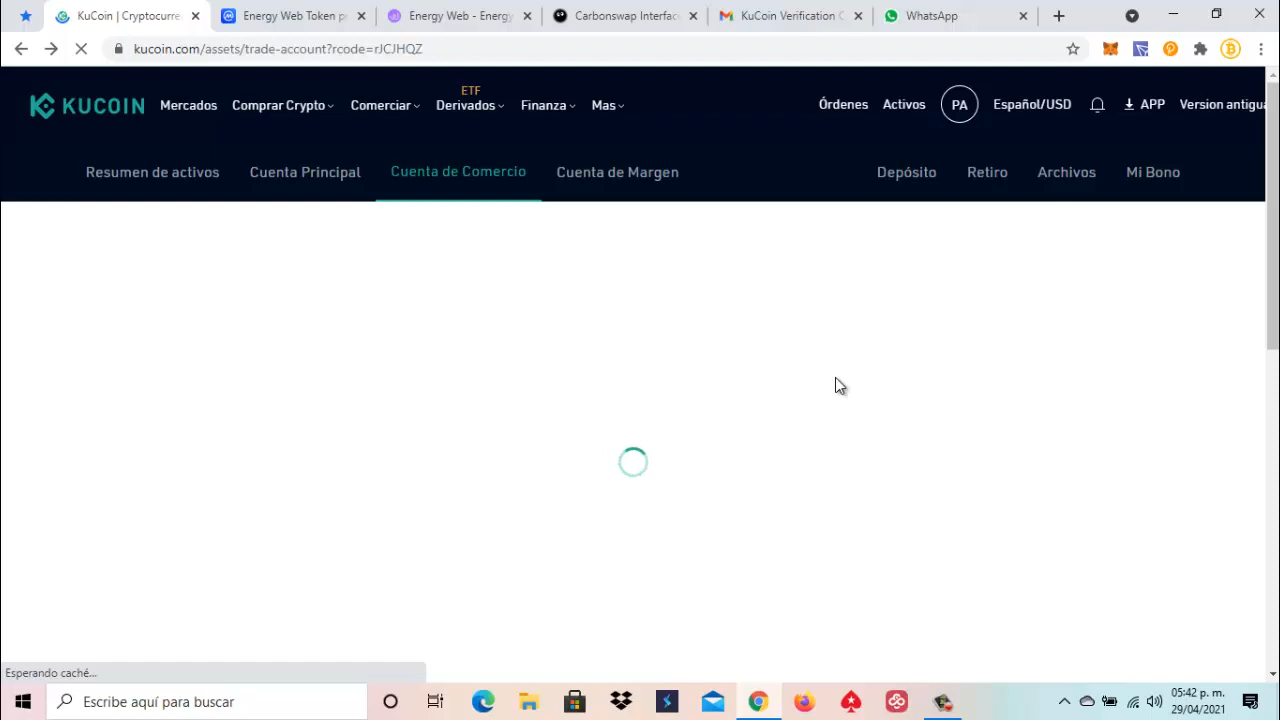 KuCoin | Cryptocurre
Energy Web Token p
Energy Web - Energy
Carbonswap Interfac
KuCoin Verification C
WhatsApp
kucoin.com/assets/trade-account?rcode=rJCJHQZ
KUCOIN
Mercados
Comprar Crypto
Comerciar
ETF
Derivados
Finanza
Mas
Órdenes
Activos
PA
Español/USD
APP
Version antigua
Resumen de activos
Cuenta Principal
Cuenta de Comercio
Cuenta de Margen
Depósito
Retiro
Archivos
Mi Bono
Esperando caché...
Escribe aquí para buscar
05:42 p. m.
29/04/2021